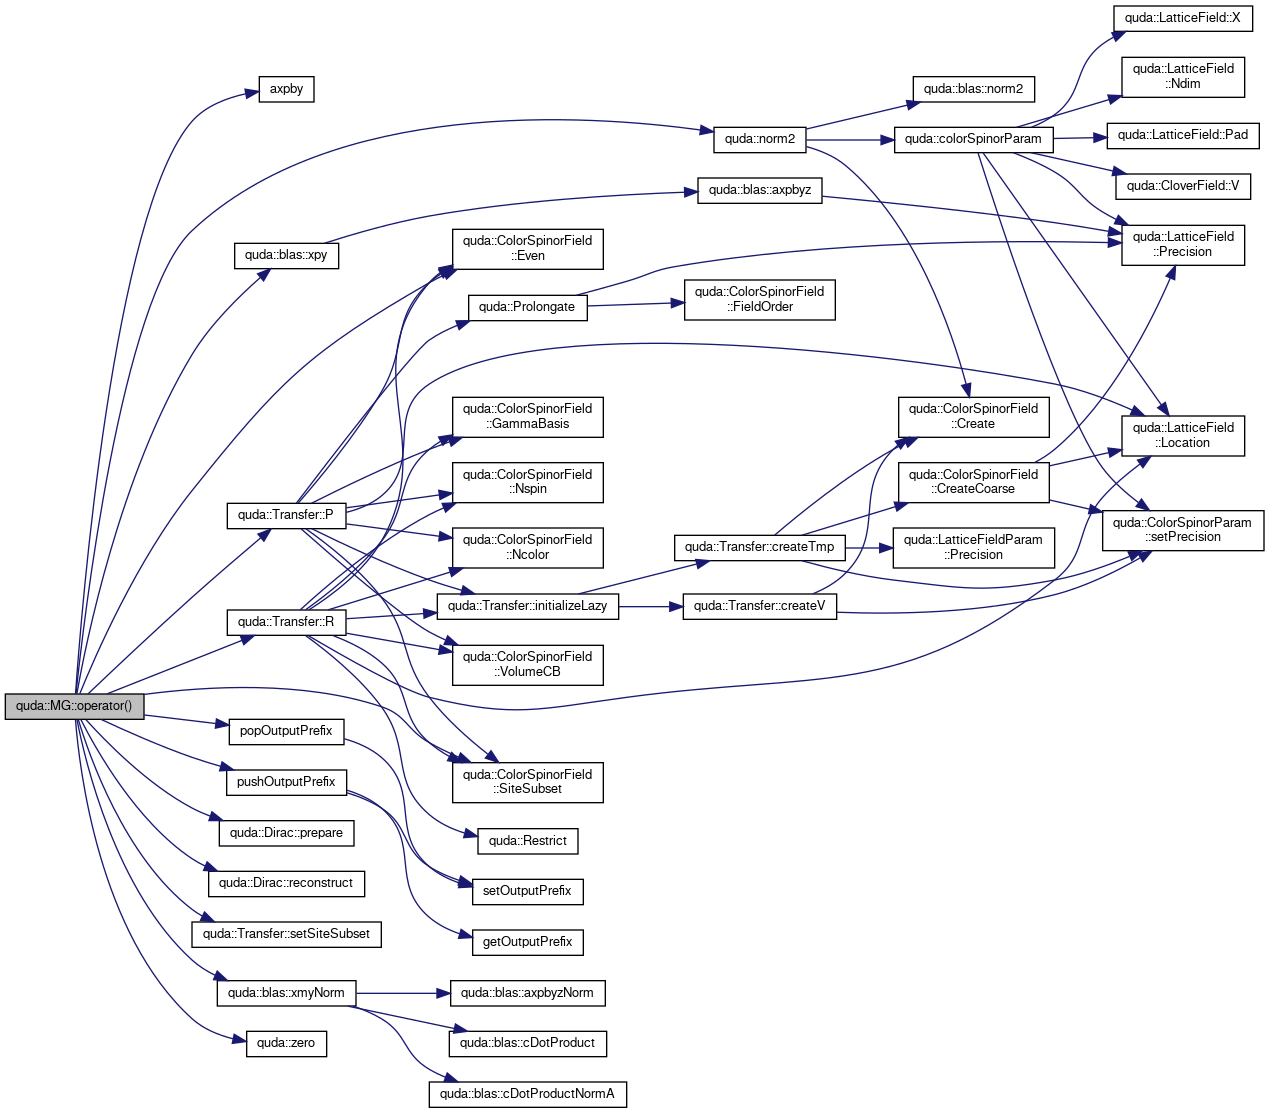 quda::LatticeField::X
quda::LatticeField
::Ndim
axpby
quda::blas::norm2
quda::norm2
quda::colorSpinorParam
quda::LatticeField::Pad
quda::CloverField::V
quda::blas::axpbyz
quda::blas::xpy
quda::ColorSpinorField
::Even
quda::LatticeField
::Precision
quda::Prolongate
quda::ColorSpinorField
::FieldOrder
quda::ColorSpinorField
::GammaBasis
quda::ColorSpinorField
::Create
quda::LatticeField
::Location
quda::ColorSpinorField
::Nspin
quda::ColorSpinorField
::CreateCoarse
quda::Transfer::P
quda::ColorSpinorField
::Ncolor
quda::Transfer::createTmp
quda::LatticeFieldParam
::Precision
quda::ColorSpinorParam
::setPrecision
quda::Transfer::R
quda::Transfer::initializeLazy
quda::Transfer::createV
quda::ColorSpinorField
::VolumeCB
quda::MG::operator()
popOutputPrefix
pushOutputPrefix
quda::ColorSpinorField
::SiteSubset
quda::Dirac::prepare
quda::Restrict
quda::Dirac::reconstruct
setOutputPrefix
quda::Transfer::setSiteSubset
getOutputPrefix
quda::blas::xmyNorm
quda::blas::axpbyzNorm
quda::zero
quda::blas::cDotProduct
quda::blas::cDotProductNormA